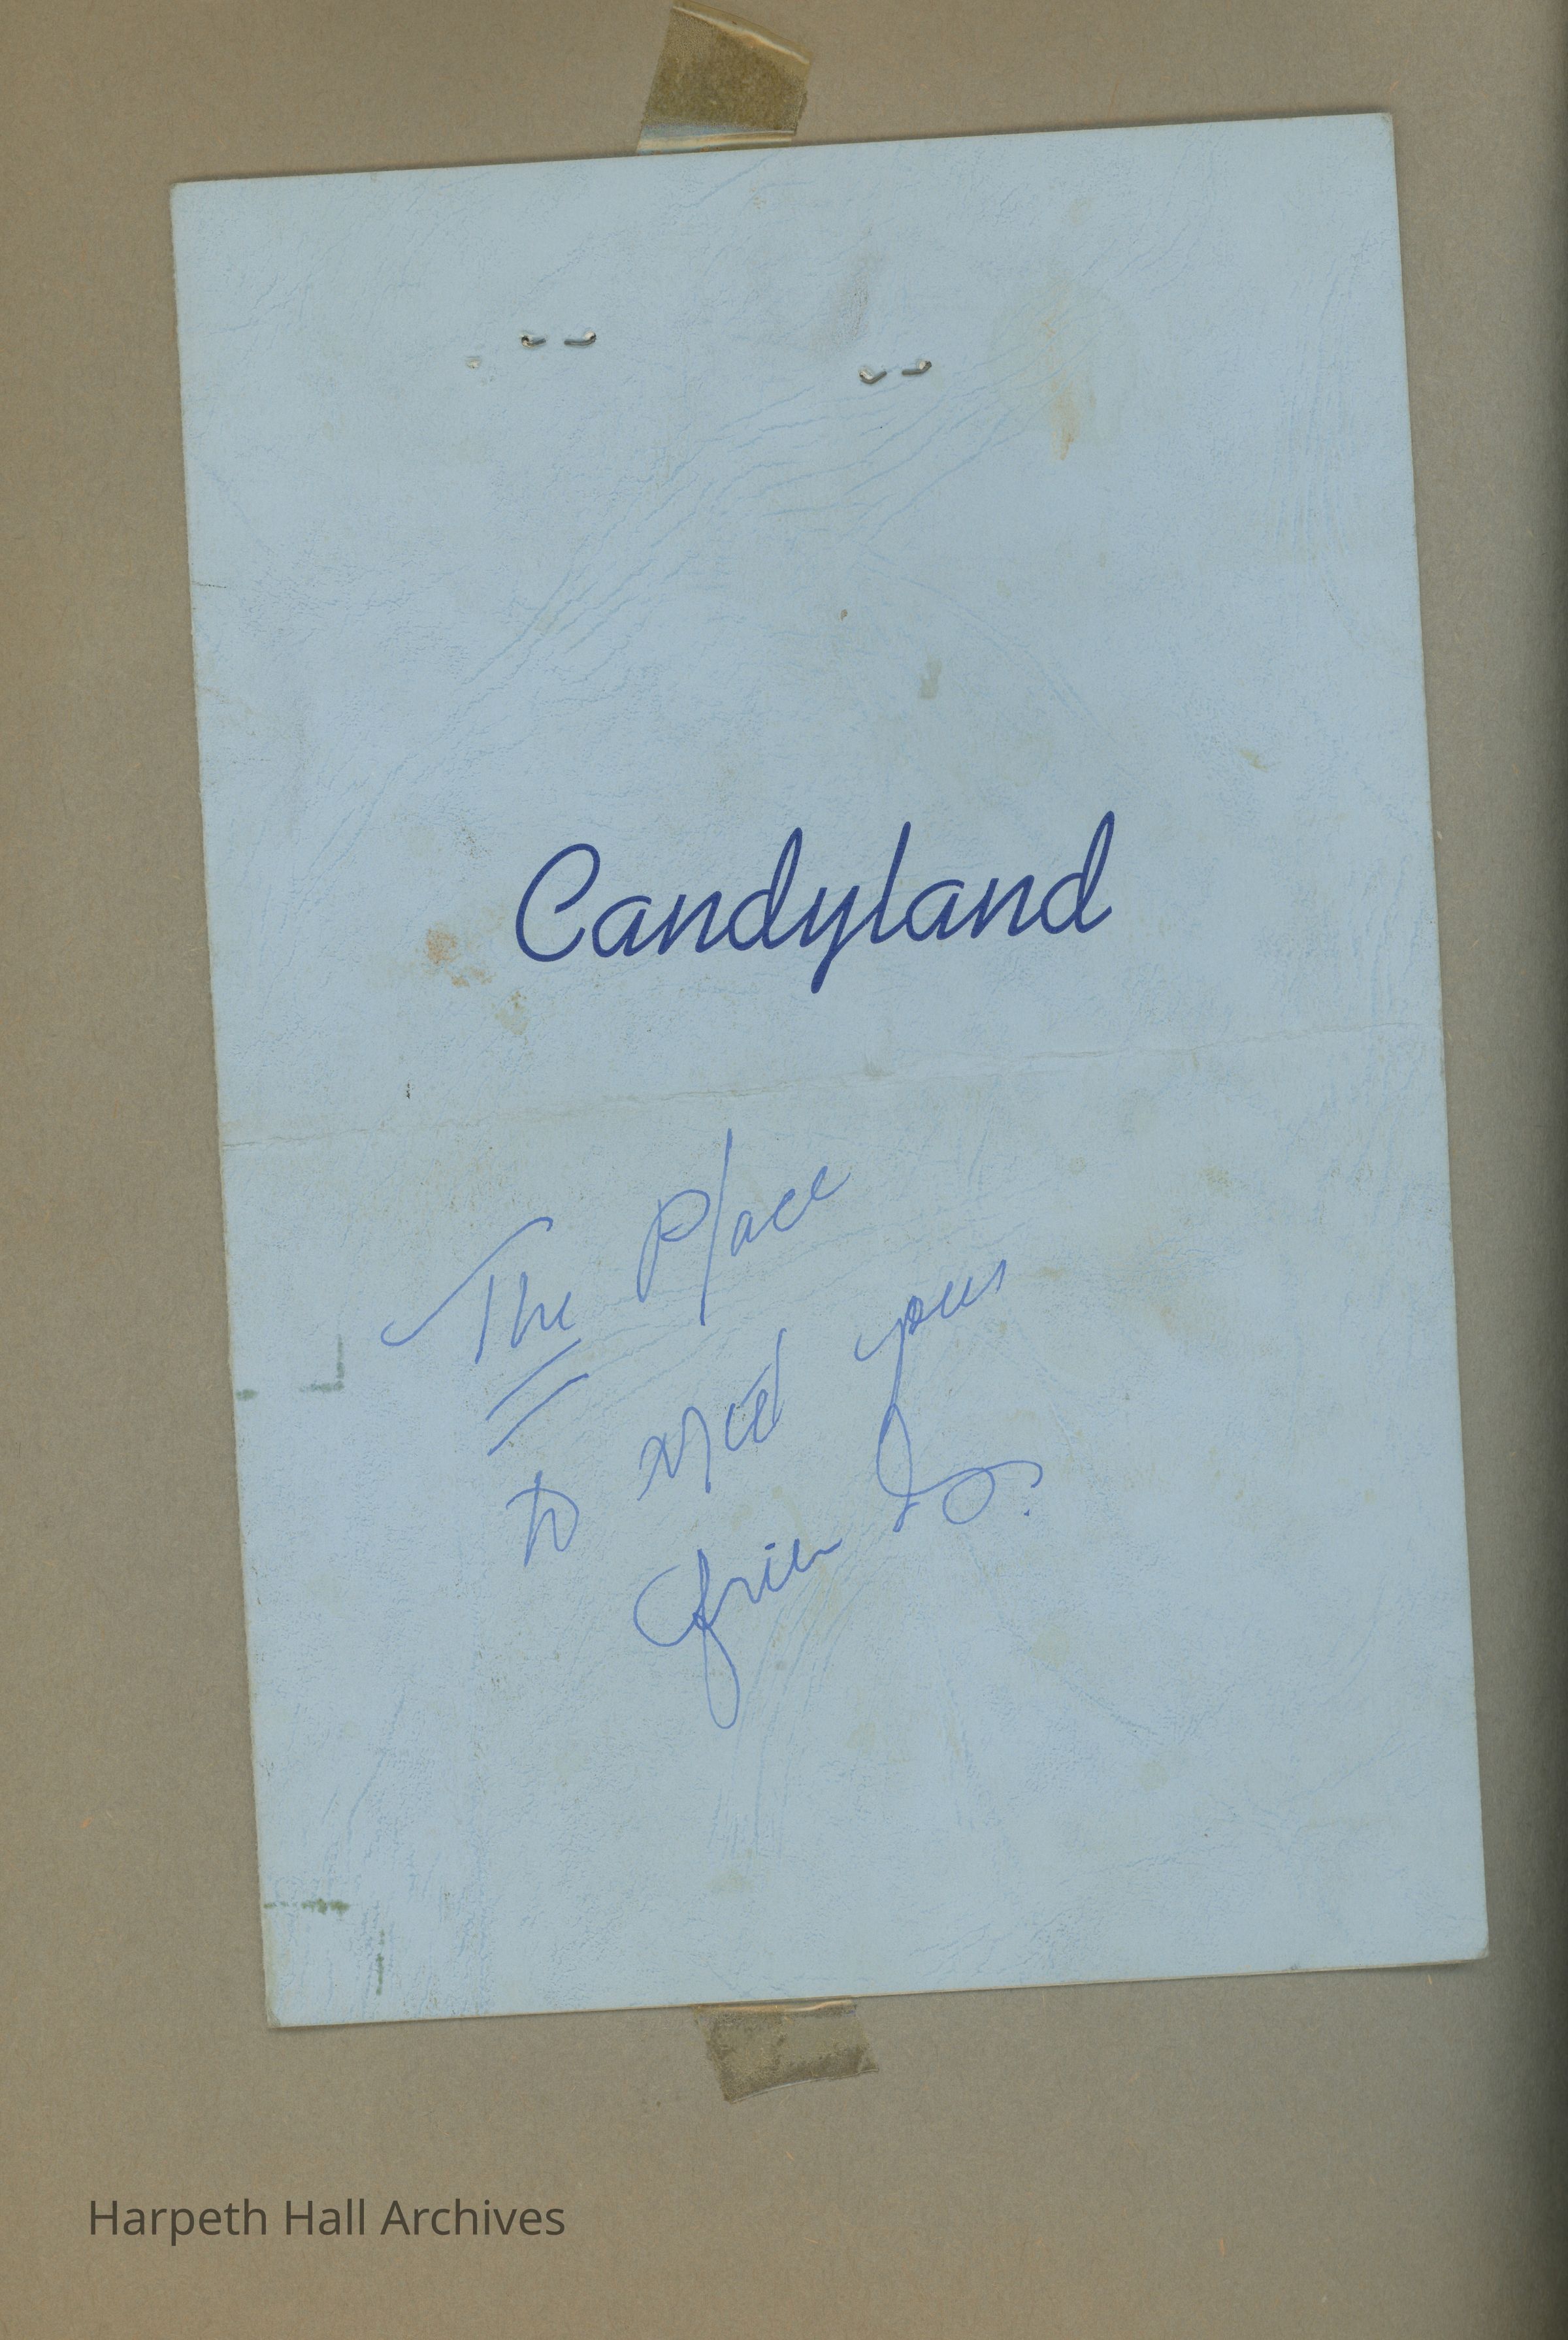 Candyland
The Place
to meet your
friends.
Harpeth Hall Archives